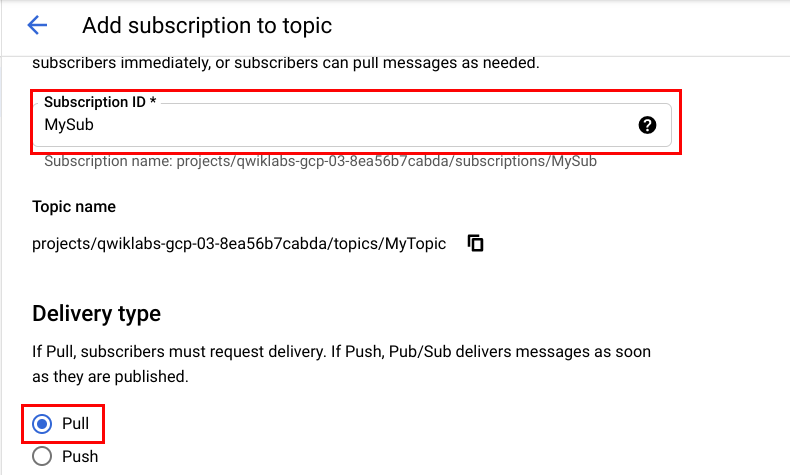 Add subscription to topic
subscribers immediately, or subscribers can pull messages as needed.
Subscription ID *
MySub
Subscription name: projects/qwiklabs-gcp-03-8ea56b7cabda/subscriptions/MySub
Topic name
projects/qwiklabs-gcp-03-8ea56b7cabda/topics/MyTopic
Delivery type
If Pull, subscribers must request delivery. If Push, Pub/Sub delivers messages as soon
as they are published.
Pull
Push